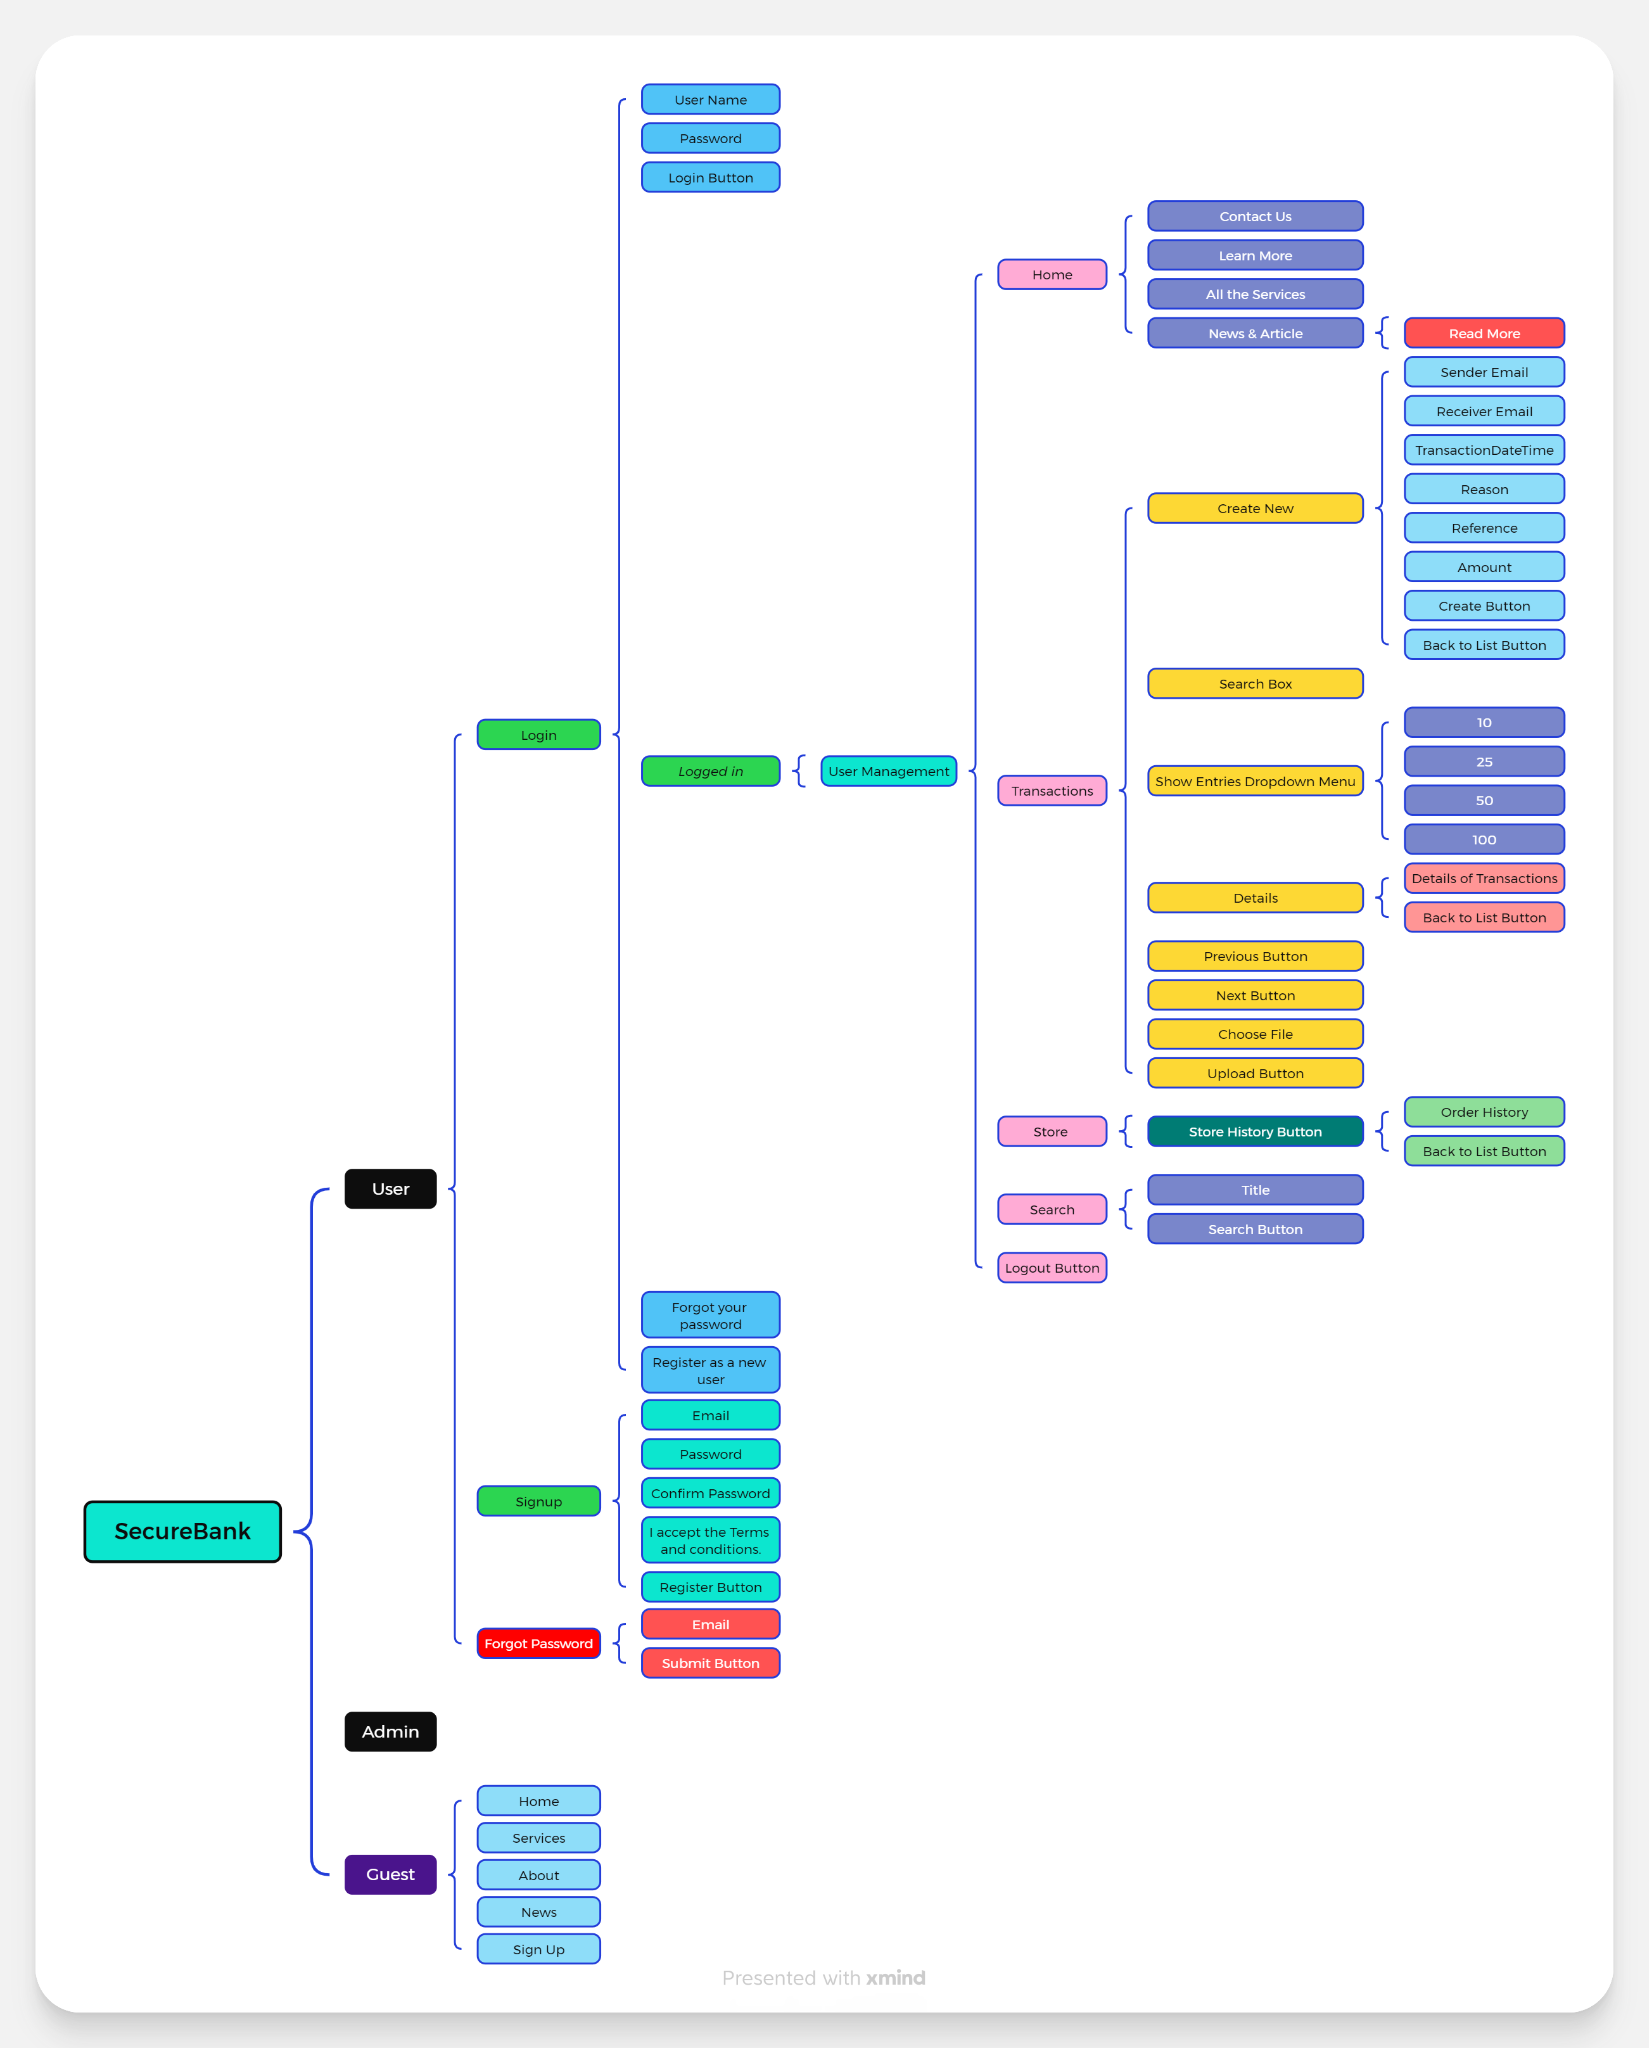 User Name
Password
Login Button
Contact Us
Learn More
Home
All the Services
News & Article
Read More
Sender Email
Receiver Email
TransactionDateTime
Reason
Create New
Reference
Amount
Create Button
Back to List Button
Search Box
10
Login
25
Logged in
User Management
Transactions
Show Entries Dropdown Menu
50
100
Details of Transactions
Details
Back to List Button
Previous Button
Next Button
Choose File
Upload Button
Order History
Store
Store History Button
Back to List Button
User
Title
Search
Search Button
Logout Button
Forgot your
password
Register as a new
user
Email
Password
Confirm Password
Signup
I accept the Terms
and conditions.
SecureBank
Register Button
Email
Forgot Password
Submit Button
Admin
Home
Services
Guest
About
News
Sign Up
Presented with xmind